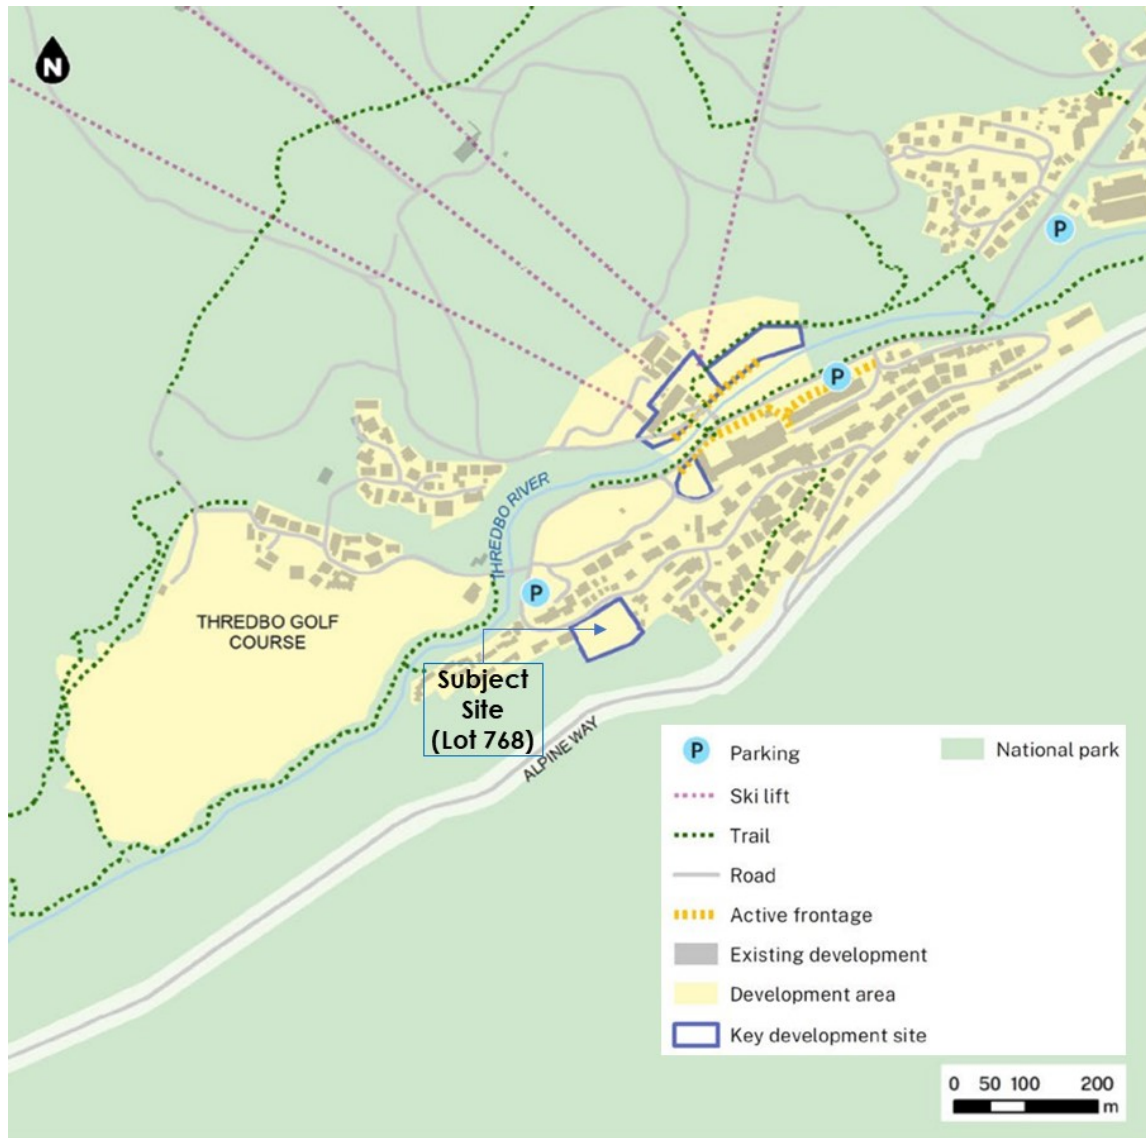 N
P
P
THREDBO RIVER
P
THREDBO GOLF
COURSE
Subject
Site
(Lot 768)
ALPINE WAY
P Parking
National park
Ski lift
Trail
Road
Active frontage
Existing development
Development area
Key development site
0 50 100 200
m